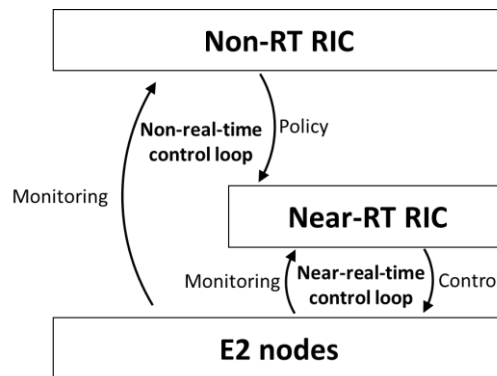 Non-RT RIC
Non-real-time
control loop
Policy
Monitoring
Near-RT RIC
Monitoring
Near-real-time
control loop
Control
E2 nodes